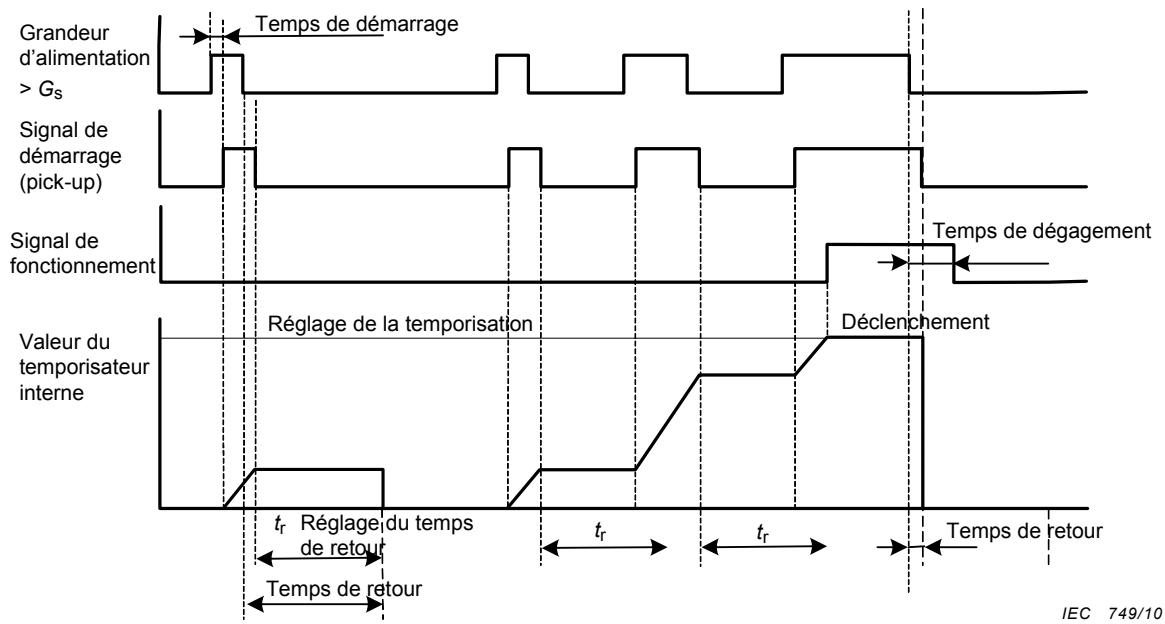 Grandeur
d’alimentation
> Gs
Temps de démarrage
Signal de
démarrage
(pick-up)
Signal de
fonctionnement
Temps de dégagement
Valeur du
temporisateur
interne
Réglage de la temporisation
Déclenchement
tr Réglage du temps
de retour
tr
tr
Temps de retour
Temps de retour
IEC 749/10